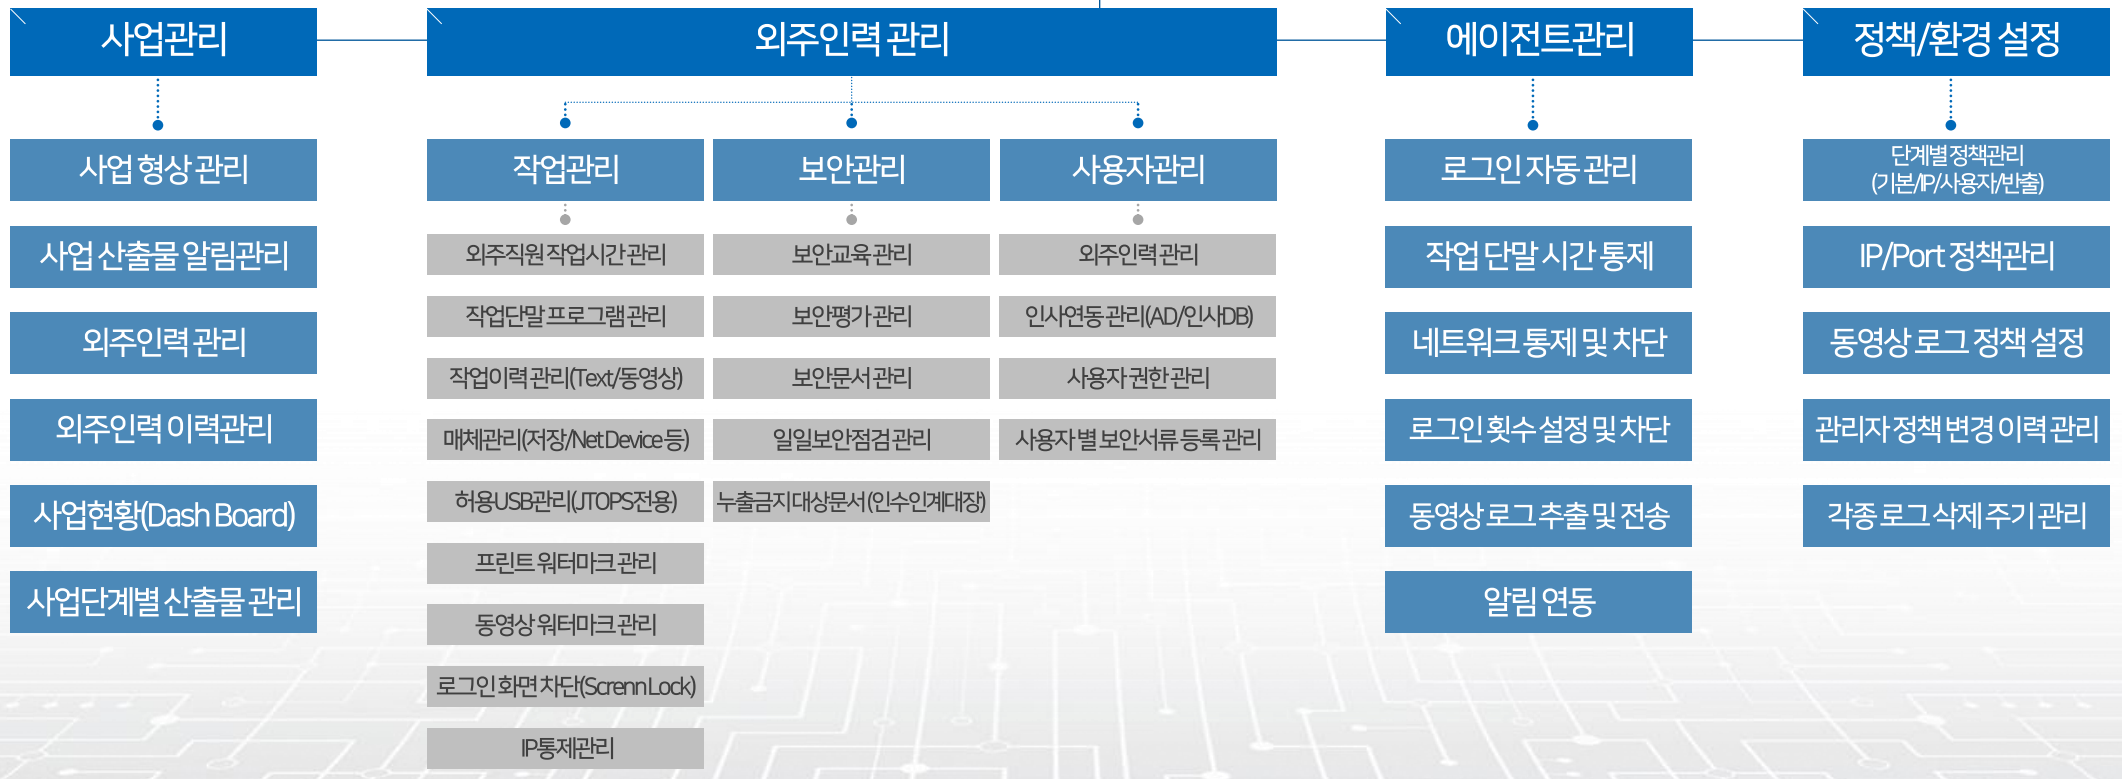 사업관리
외주인력 관리
에이전트관리
정책/환경 설정
사업 형상 관리
사업 산출물 알림관리
외주인력 관리
외주인력 이력관리
사업현황(Dash Board)
사업단계별 산출물 관리
작업관리
외주직원 작업시간 관리
작업단말 프로그램 관리
작업이력 관리(Text/동영상)
매체관리(저장/Net Device 등)
허용USB관리(JTOPS전용)
프린트 워터마크 관리
동영상 워터마크 관리
로그인 화면 차단(Screnn Lock)
IP통제관리
보안관리
보안교육 관리
보안평가 관리
보안문서 관리
일일보안점검 관리
누출금지 대상문서 (인수인계대장)
사용자관리
외주인력 관리
인사연동 관리(AD/인사DB)
사용자 권한 관리
사용자 별 보안서류 등록 관리
로그인 자동 관리
작업 단말 시간 통제
네트워크 통제 및 차단
로그인 횟수 설정 및 차단
동영상 로그 추출 및 전송
알림 연동
단계별 정책관리
(기본/IP/사용자/반출)
IP/Port 정책관리
동영상 로그 정책 설정
관리자 정책 변경 이력 관리
각종 로그 삭제 주기 관리